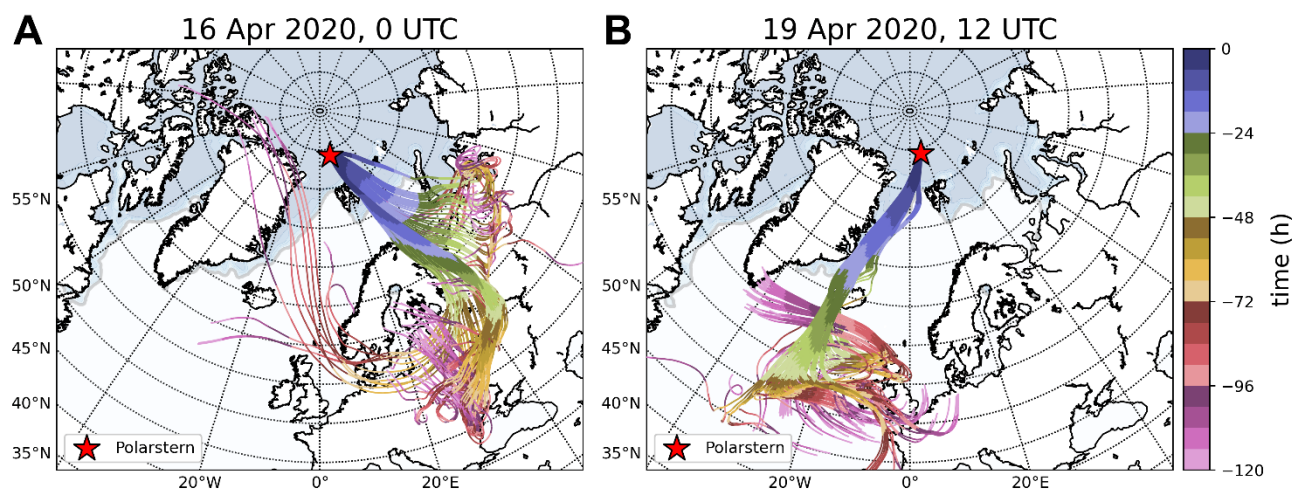 A
16 Apr 2020, 0 UTC
55°N
50°N
45°N
40°N
35°N
20°W
0°
20°E
Polarstern
B
19 Apr 2020, 12 UTC
55°N
50°N
45°N
40°N
35°N
20°W
0°
20°E
Polarstern
0
−24
−48
−72
−96
−120
time (h)